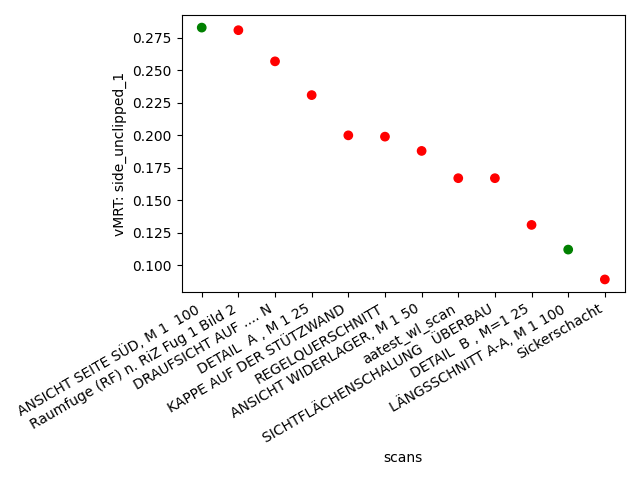 vMRT: side_unclipped_1
0.275
0.250
0.225
0.200
0.175
0.150
0.125
0.100
ANSICHT SEITE SÜD, M 1  100
Raumfuge (RF) n. RiZ Fug 1 Bild 2
DRAUFSICHT AUF .... N
DETAIL  A , M 1 25
KAPPE AUF DER STÜTZWAND
REGELQUERSCHNITT
ANSICHT WIDERLAGER, M 1 50
aatest_wl_scan
SICHTFLÄCHENSCHALUNG   ÜBERBAU
DETAIL  B , M=1 25
LÄNGSSCHNITT A-A, M 1 100
Sickerschacht
scans